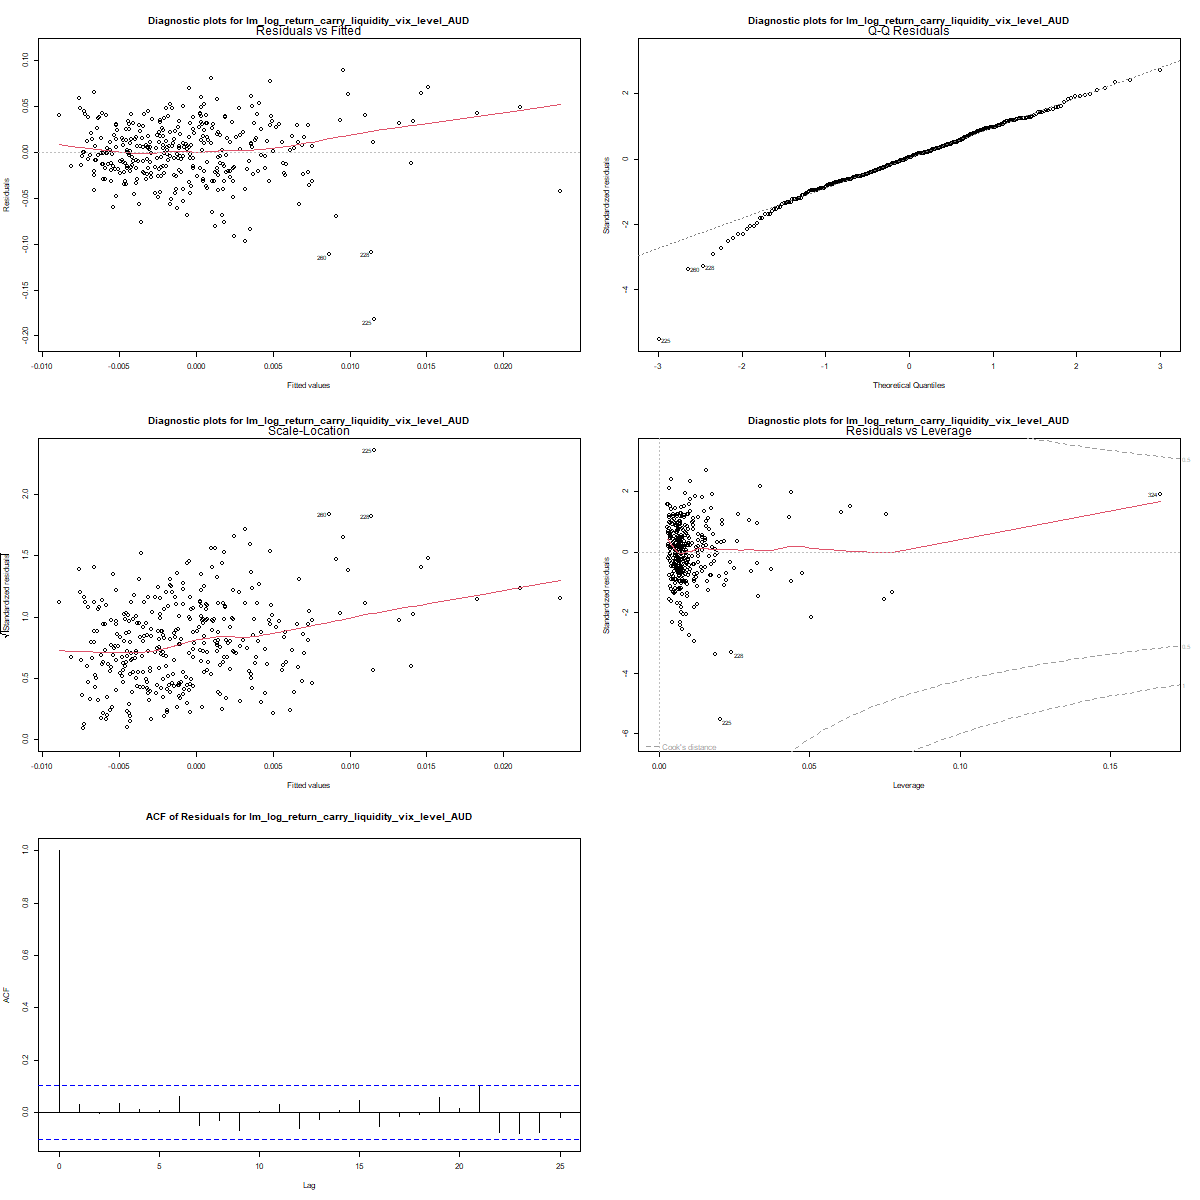 Diagnostic plots for lm_log_return_carry_liquidity_vix_level_AUD
Residuals vs Fitted
Residuals
0.10
0.05
0.00
-0.05
-0.10
-0.15
-0.20
260
228
225
-0.010 -0.005 0.000 0.005 0.010 0.015 0.020
Fitted values
Diagnostic plots for lm_log_return_carry_liquidity_vix_level_AUD
Q-Q Residuals
Standardized residuals
2
0
-2
-4
260
228
225
-3 -2 -1 0 1 2 3
Theoretical Quantiles
Diagnostic plots for lm_log_return_carry_liquidity_vix_level_AUD
Scale-Location
√|Standardized residuals|
2.0
1.5
1.0
0.5
0.0
225
260
228
-0.010 -0.005 0.000 0.005 0.010 0.015 0.020
Fitted values
Diagnostic plots for lm_log_return_carry_liquidity_vix_level_AUD
Residuals vs Leverage
Standardized residuals
2
0
-2
-4
-6
0.5
324
228
0.5
1
225
Cook's distance
0.00 0.05 0.10 0.15
Leverage
ACF of Residuals for lm_log_return_carry_liquidity_vix_level_AUD
ACF
1.0
0.8
0.6
0.4
0.2
0.0
0 5 10 15 20 25
Lag